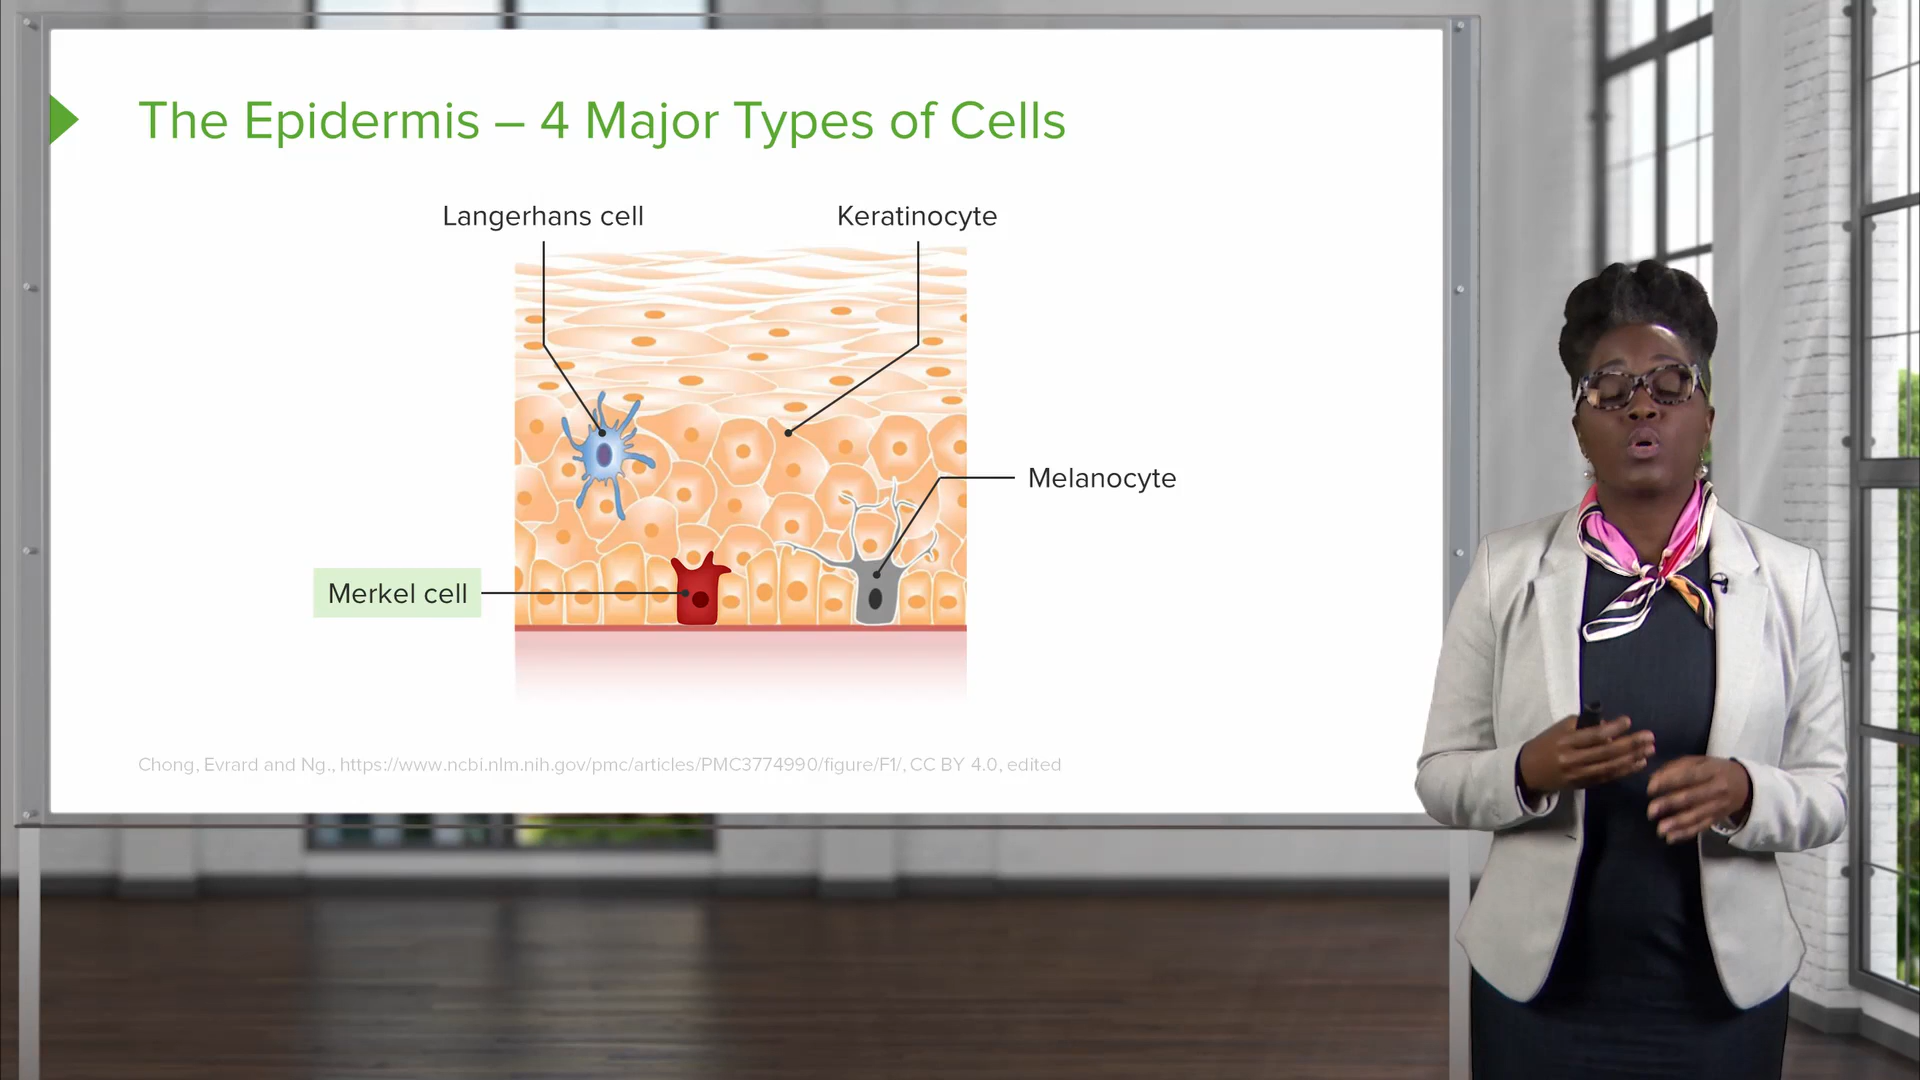 The Epidermis – 4 Major Types of Cells
Langerhans cell
Keratinocyte
Melanocyte
Merkel cell
Chong, Evrard and Ng., https://www.ncbi.nlm.nih.gov/pmc/articles/PMC3774990/figure/F1/, CC BY 4.0, edited